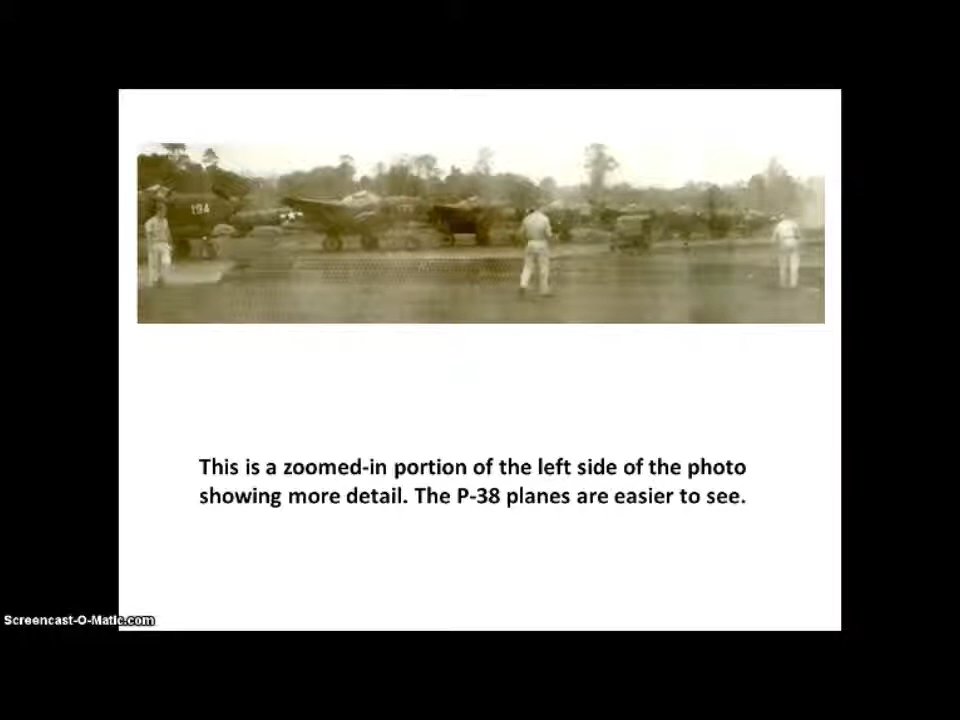 194
This is a zoomed-in portion of the left side of the photo
showing more detail. The P-38 planes are easier to see.
Screencast-O-Matic.com